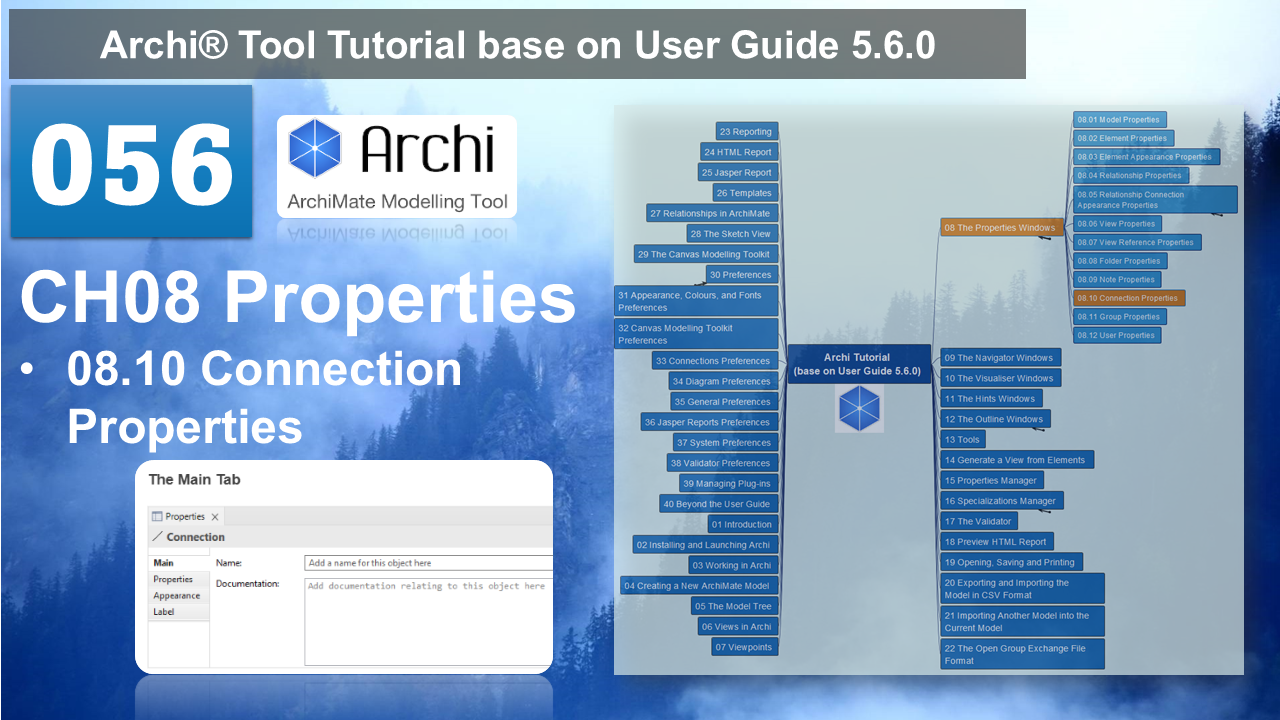 Archi® Tool Tutorial base on User Guide 5.6.0
056
Archi
ArchiMate Modelling Tool
CH08 Properties
• 08.10 Connection
Properties
The Main Tab
Properties
Connection
Main
Properties
Appearance
Label
Name:
Add a name for this object here
Documentation:
Add documentation relating to this object here
23 Reporting
24 HTML Report
25 Jasper Report
26 Templates
27 Relationships in ArchiMate
28 The Sketch View
29 The Canvas Modelling Toolkit
30 Preferences
31 Appearance, Colours, and Fonts
Preferences
32 Canvas Modelling Toolkit
Preferences
33 Connections Preferences
34 Diagram Preferences
35 General Preferences
36 Jasper Reports Preferences
37 System Preferences
38 Validator Preferences
39 Managing Plug-ins
40 Beyond the User Guide
01 Introduction
02 Installing and Launching Archi
03 Working in Archi
04 Creating a New ArchiMate Model
05 The Model Tree
06 Views in Archi
07 Viewpoints
Archi Tutorial
(base on User Guide 5.6.0)
08 The Properties Windows
08.01 Model Properties
08.02 Element Properties
08.03 Element Appearance Properties
08.04 Relationship Properties
08.05 Relationship Connection
Appearance Properties
08.06 View Properties
08.07 View Reference Properties
08.08 Folder Properties
08.09 Note Properties
08.10 Connection Properties
08.11 Group Properties
08.12 User Properties
09 The Navigator Windows
10 The Visualiser Windows
11 The Hints Windows
12 The Outline Windows
13 Tools
14 Generate a View from Elements
15 Properties Manager
16 Specializations Manager
17 The Validator
18 Preview HTML Report
19 Opening, Saving and Printing
20 Exporting and Importing the
Model in CSV Format
21 Importing Another Model into the
Current Model
22 The Open Group Exchange File
Format